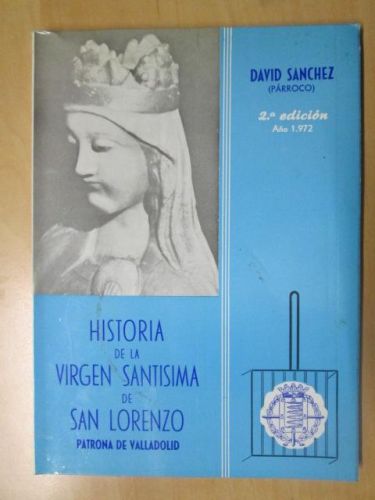 DAVID SANCHEZ
(PÁRROCO)
2.ª edición
Año 1.972
HISTORIA
DE LA
VIRGEN SANTISIMA
DE
SAN LORENZO
PATRONA DE VALLADOLID